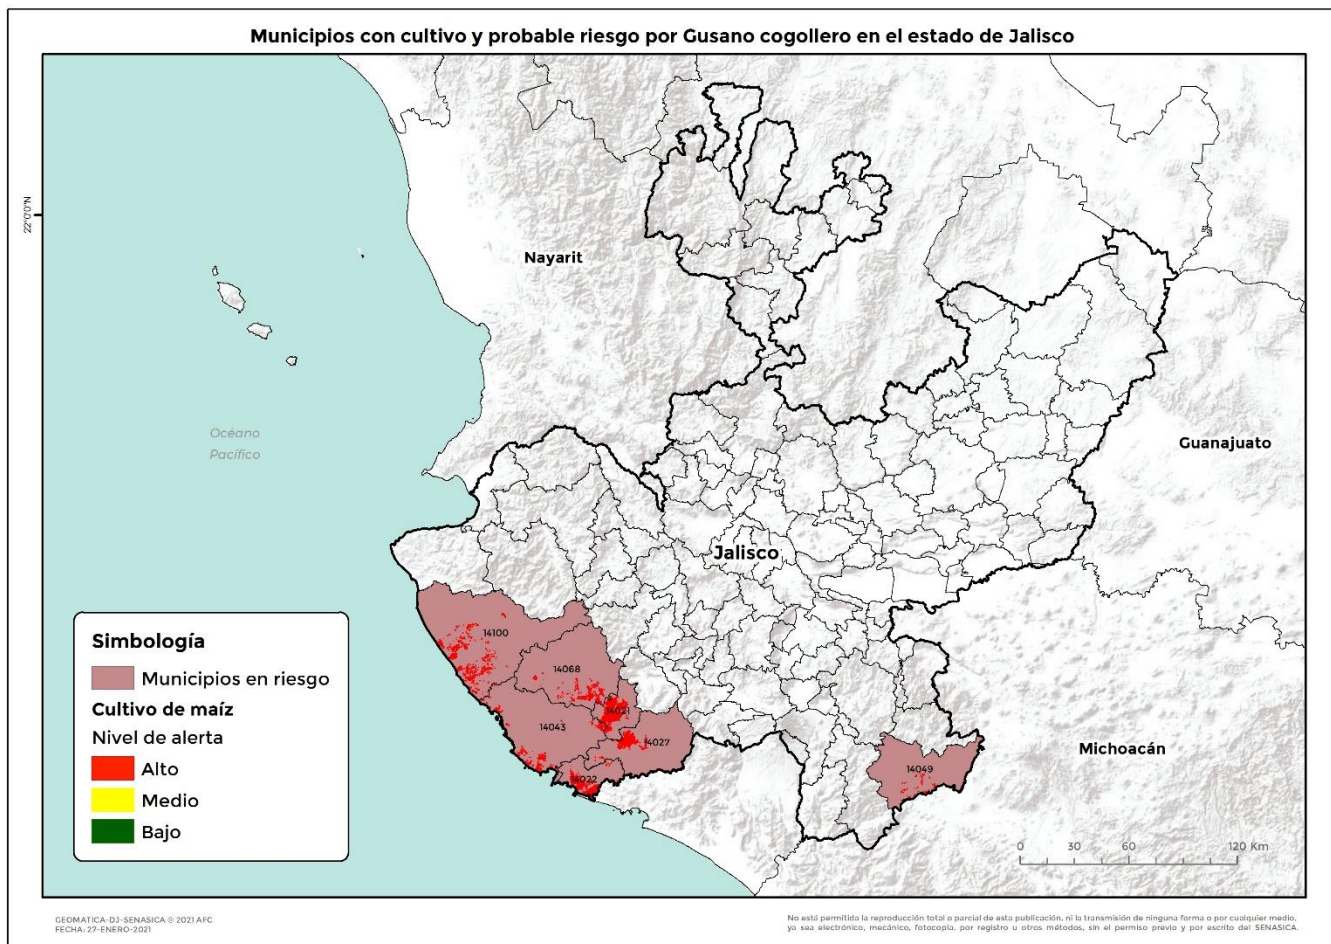 Municipios con cultivo y probable riesgo por Gusano cogollero en el estado de Jalisco
22°0'0"N
Nayarit
Océano
Pacífico
Guanajuato
Jalisco
14100
14068
14021
14043
14027
14022
14049
Michoacán
Simbología
Municipios en riesgo
Cultivo de maíz
Nivel de alerta
Alto
Medio
Bajo
0 30 60 120 Km
GEOMATICA-DJ-SENASICA © 2021 AFC
FECHA: 27-ENERO-2021
No está permitida la reproducción total o parcial de esta publicación, ni la transmisión de ninguna forma o por cualquier medio,
ya sea electrónico, mecánico, fotocopia, por registro u otros métodos, sin el permiso previo y por escrito del SENASICA.